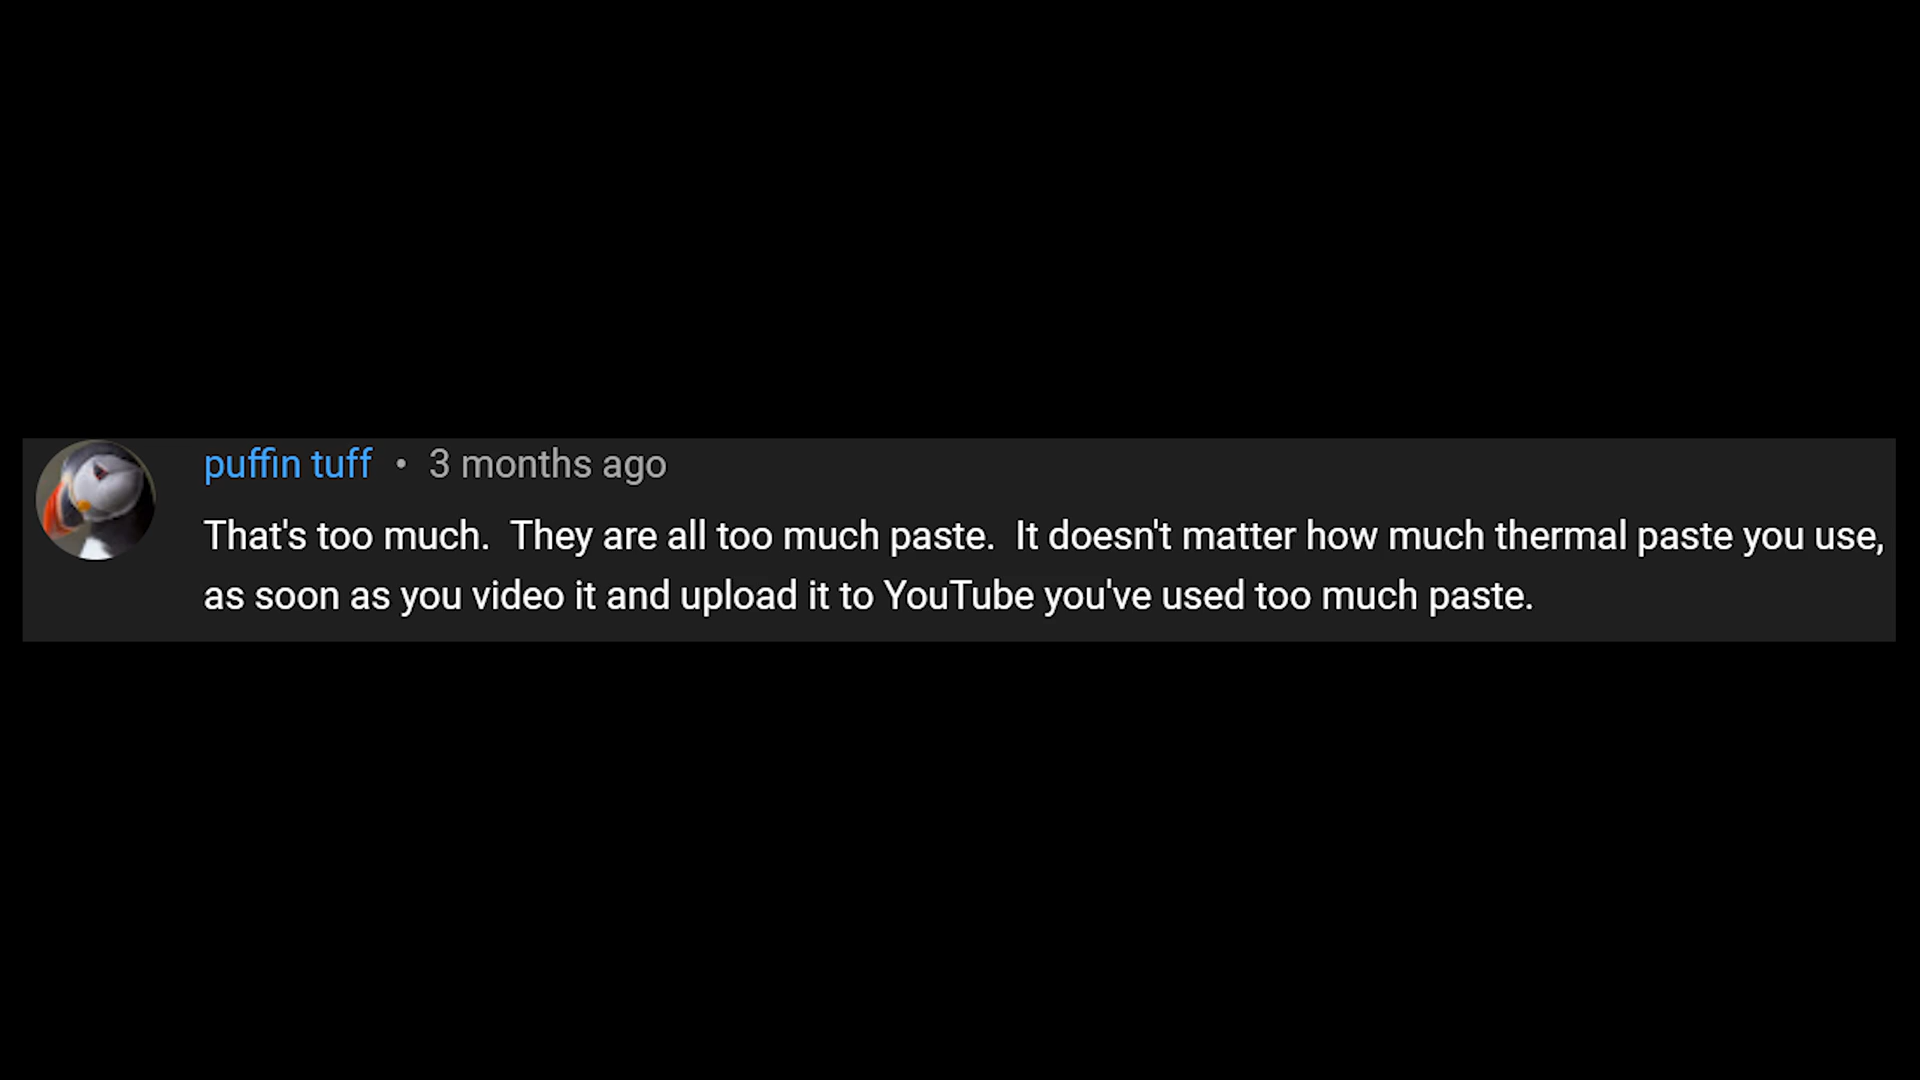 puffin tuff • 3 months ago
That's too much.  They are all too much paste.  It doesn't matter how much thermal paste you use,
as soon as you video it and upload it to YouTube you've used too much paste.